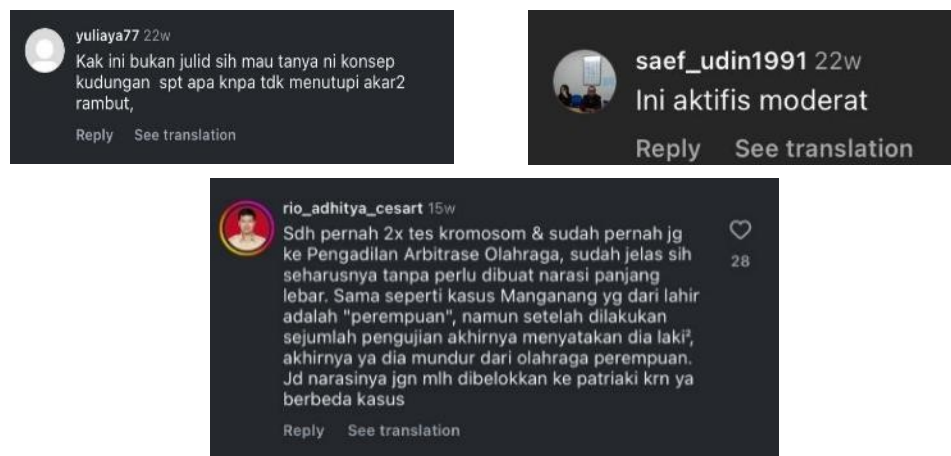 yuliaya77 22w
Kak ini bukan julid sih mau tanya ni konsep
kudungan spt apa knpa tdk menutupi akar2
rambut,
Reply See translation
saef_udin1991 22w
Ini aktifis moderat
Reply See translation
rio_adhitya_cesart 15w
Sdh pernah 2x tes kromosom & sudah pernah jg
ke Pengadilan Arbitrase Olahraga, sudah jelas sih
seharusnya tanpa perlu dibuat narasi panjang
lebar. Sama seperti kasus Manganang yg dari lahir
adalah "perempuan", namun setelah dilakukan
sejumlah pengujian akhirnya menyatakan dia laki²,
akhirnya ya dia mundur dari olahraga perempuan.
Jd narasinya jgn mlh dibelokkan ke patriaki krn ya
berbeda kasus
28
Reply See translation